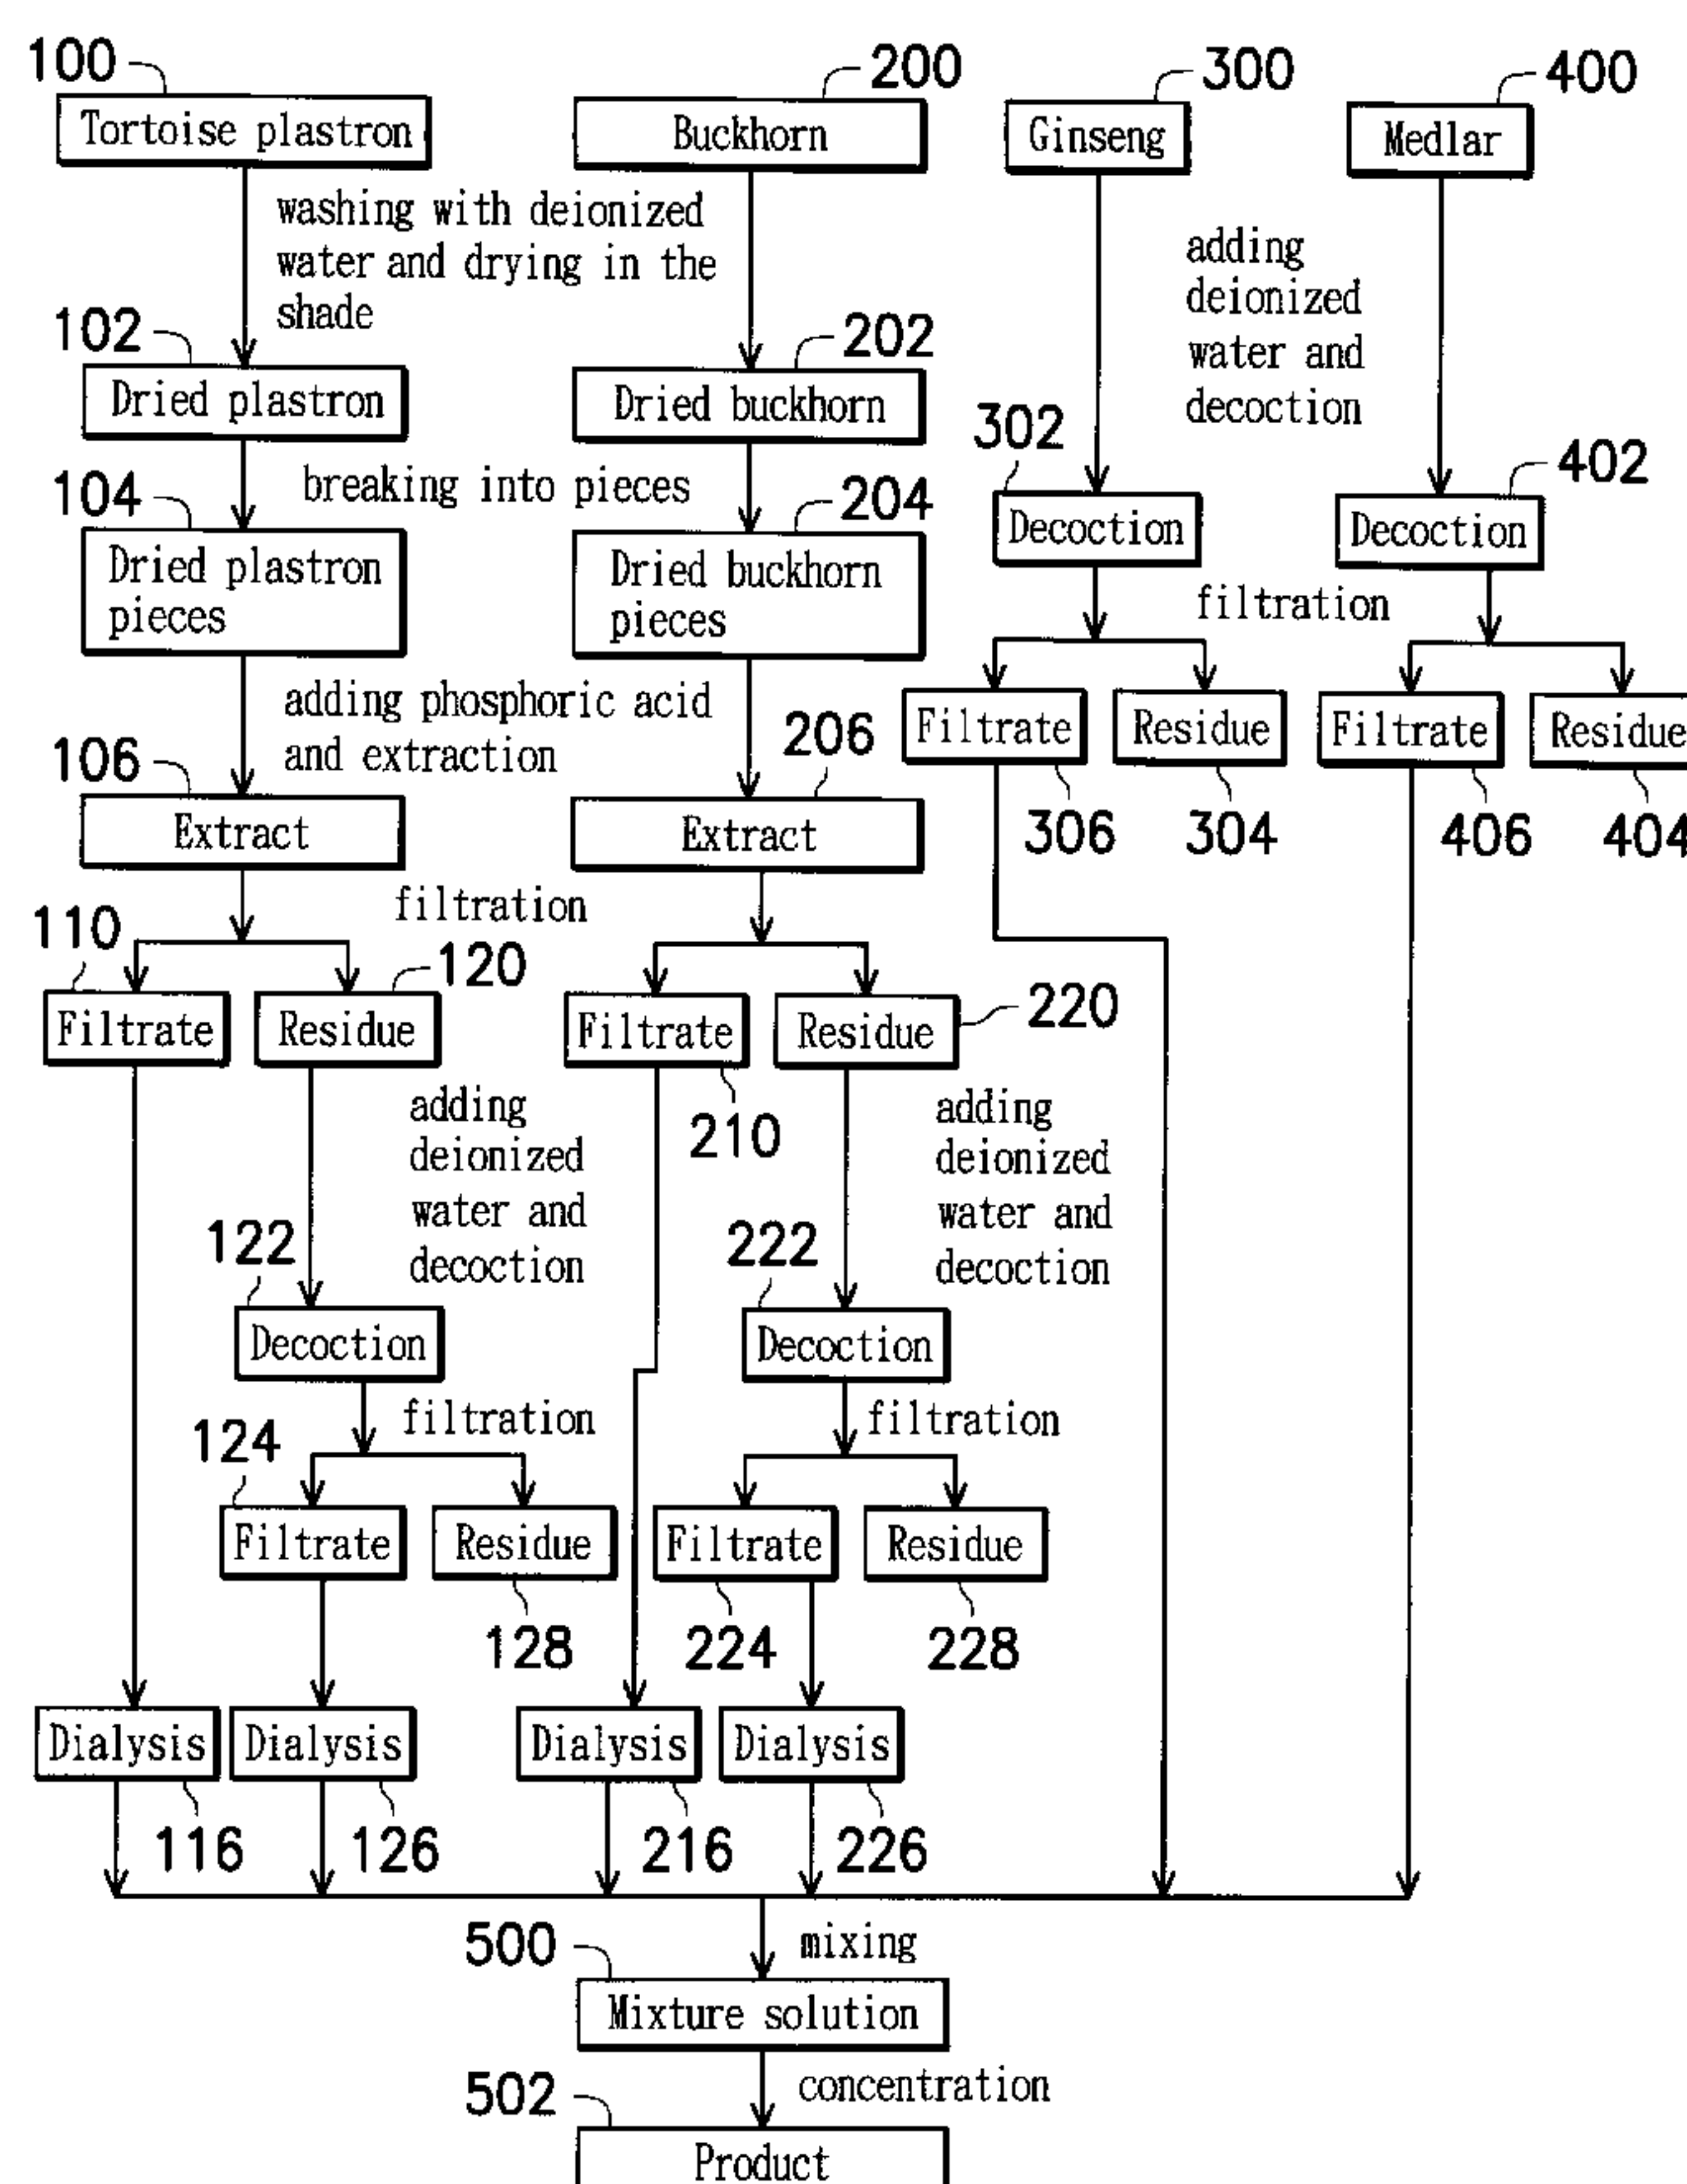 100
200
300
400
Tortoise plastron
Buckhorn
Ginseng
Medlar
washing with deionized
water and drying in the
shade
adding
deionized
water and
decoction
102
202
Dried plastron
Dried buckhorn
302
402
104
breaking into pieces
204
Decoction
Decoction
Dried plastron
pieces
Dried buckhorn
pieces
filtration
adding phosphoric acid
and extraction
Filtrate
Residue
Filtrate
Residue
106
206
306
304
406
404
Extract
Extract
filtration
110
120
Filtrate
Residue
Filtrate
Residue
220
210
adding
deionized
water and
decoction
adding
deionized
water and
decoction
122
222
Decoction
Decoction
filtration
filtration
124
Filtrate
Residue
Filtrate
Residue
128
224
228
Dialysis
Dialysis
Dialysis
Dialysis
116
126
216
226
500
mixing
Mixture solution
502
concentration
Product